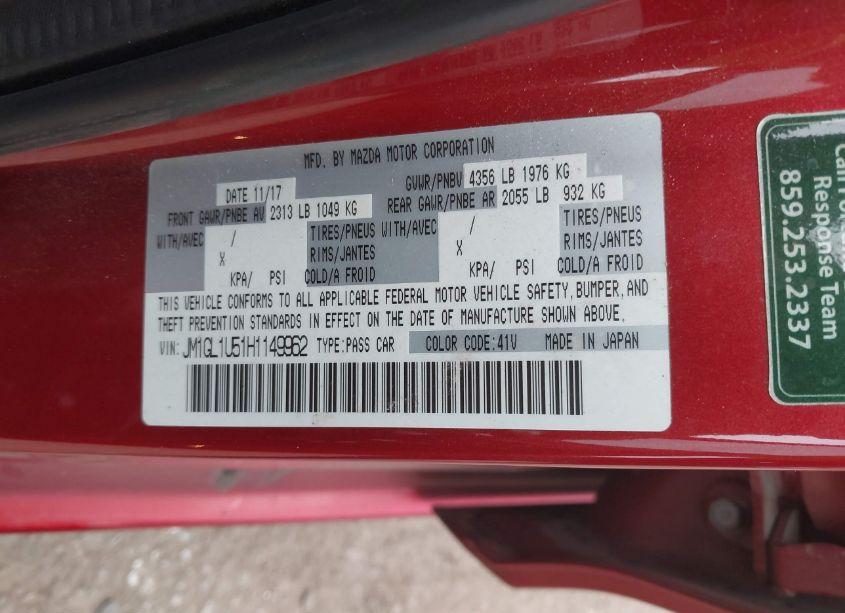 MFD. BY MAZDA MOTOR CORPORATION
DATE 11/17
GVWR/PNBV 4356 LB 1976 KG
FRONT GAWR/PNBE AV 2313 LB 1049 KG
REAR GAWR/PNBE AR 2055 LB 932 KG
WITH/AVEC / TIRES/PNEUS WITH/AVEC / TIRES/PNEUS
X RIMS/JANTES X RIMS/JANTES
KPA/ PSI COLD/A FROID KPA/ PSI COLD/A FROID
THIS VEHICLE CONFORMS TO ALL APPLICABLE FEDERAL MOTOR VEHICLE SAFETY, BUMPER, AND
THEFT PREVENTION STANDARDS IN EFFECT ON THE DATE OF MANUFACTURE SHOWN ABOVE.
VIN: JM1GL1U51H1149962 TYPE:PASS CAR COLOR CODE:41V MADE IN JAPAN
Response Team
859.253.2337